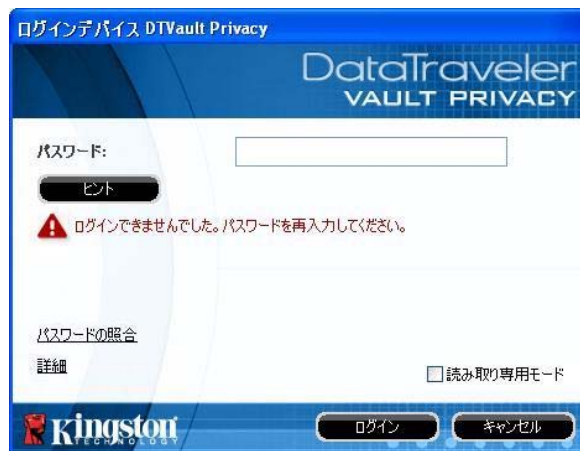 ログインデバイス DTVault Privacy
DataTraveler
VAULT PRIVACY
パスワード:
ヒント
ログインできませんでした。パスワードを再入力してください。
パスワードの照合
詳細
読み取り専用モード
Kingston
TECHNOLOGY
ログイン
キャンセル